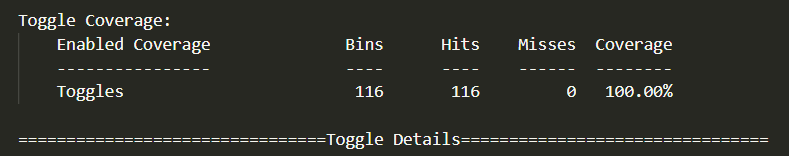 Toggle Coverage:
    Enabled Coverage              Bins      Hits    Misses  Coverage
    ----------------              ----      ----    ------  --------
    Toggles                        116       116         0   100.00%

================================Toggle Details================================